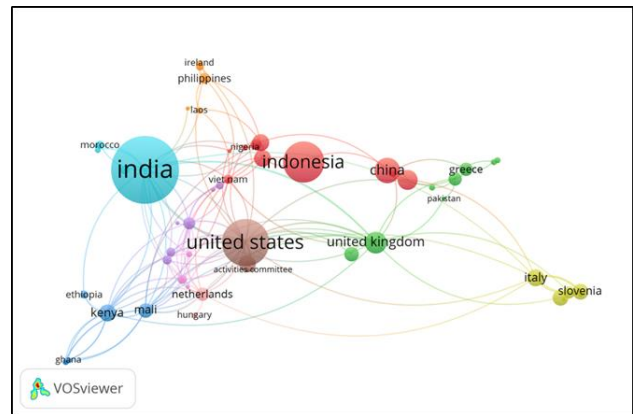 ireland
philippines
laos
morocco
nigeria
india
indonesia
china
greece
viet nam
pakistan
united states
united kingdom
activities committee
italy
ethiopia
netherlands
slovenia
kenya
mali
hungary
ghana
VOSviewer